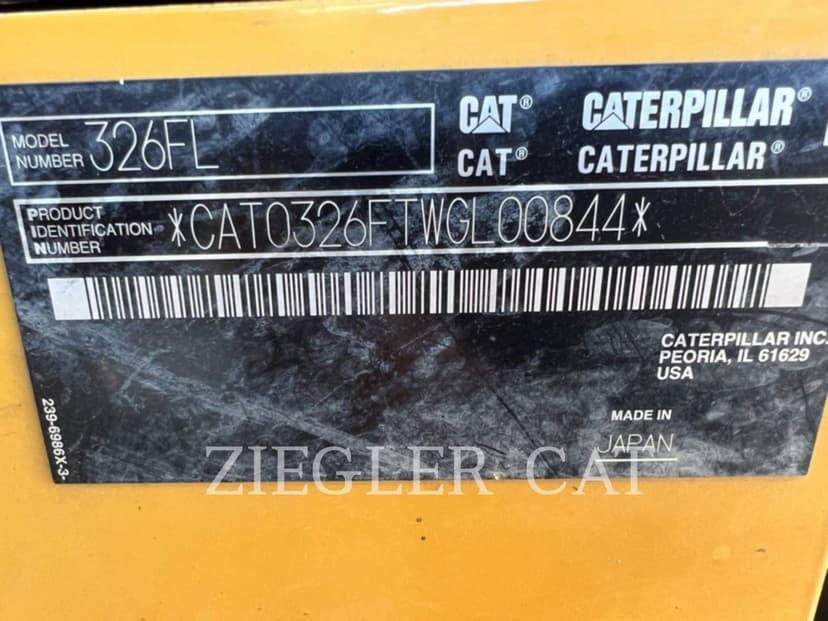 MODEL NUMBER 326FL
CAT® CATERPILLAR®
CAT® CATERPILLAR®
PRODUCT IDENTIFICATION NUMBER *CAT0326FTWGL00844*
CATERPILLAR INC.
PEORIA, IL 61629
USA
MADE IN
JAPAN
239-6986X-3
ZIEGLER CAT